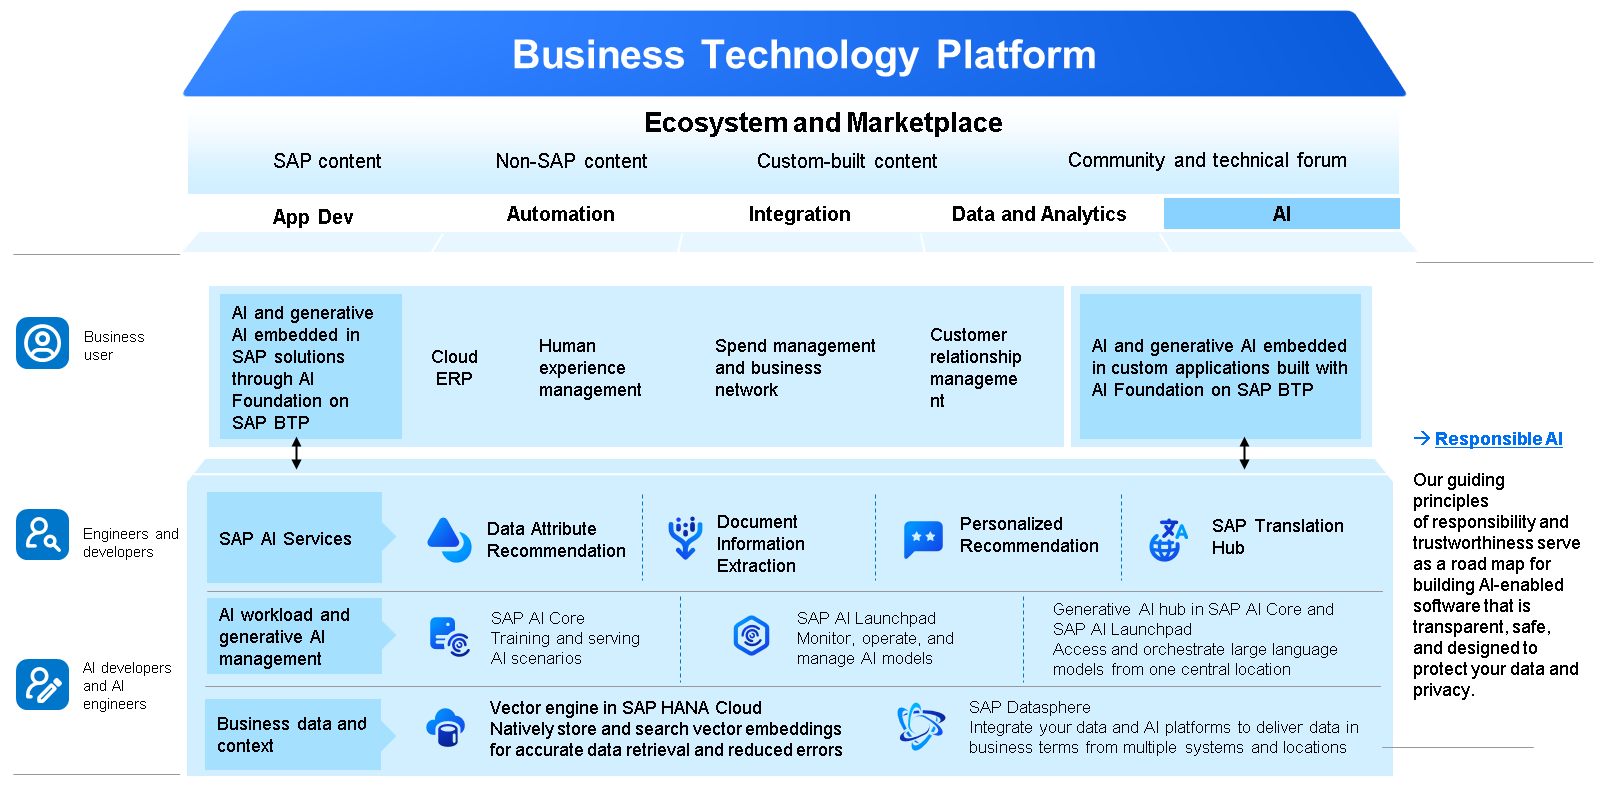 Business Technology Platform
Ecosystem and Marketplace
SAP content
Non-SAP content
Custom-built content
Community and technical forum
App Dev
Automation
Integration
Data and Analytics
AI
Business
user
AI and generative
AI embedded in
SAP solutions
through AI
Foundation on
SAP BTP
Cloud
ERP
Human
experience
management
Spend management
and business
network
Customer
relationship
manageme
nt
AI and generative AI embedded
in custom applications built with
AI Foundation on SAP BTP
Engineers and
developers
SAP AI Services
Data Attribute
Recommendation
Document
Information
Extraction
Personalized
Recommendation
SAP Translation
Hub
AI developers
and AI
engineers
AI workload and
generative AI
management
SAP AI Core
Training and serving
AI scenarios
SAP AI Launchpad
Monitor, operate, and
manage AI models
Generative AI hub in SAP AI Core and
SAP AI Launchpad
Access and orchestrate large language
models from one central location
Business data and
context
Vector engine in SAP HANA Cloud
Natively store and search vector embeddings
for accurate data retrieval and reduced errors
SAP Datasphere
Integrate your data and AI platforms to deliver data in
business terms from multiple systems and locations
→ Responsible AI
Our guiding
principles
of responsibility and
trustworthiness serve
as a road map for
building AI-enabled
software that is
transparent, safe,
and designed to
protect your data and
privacy.